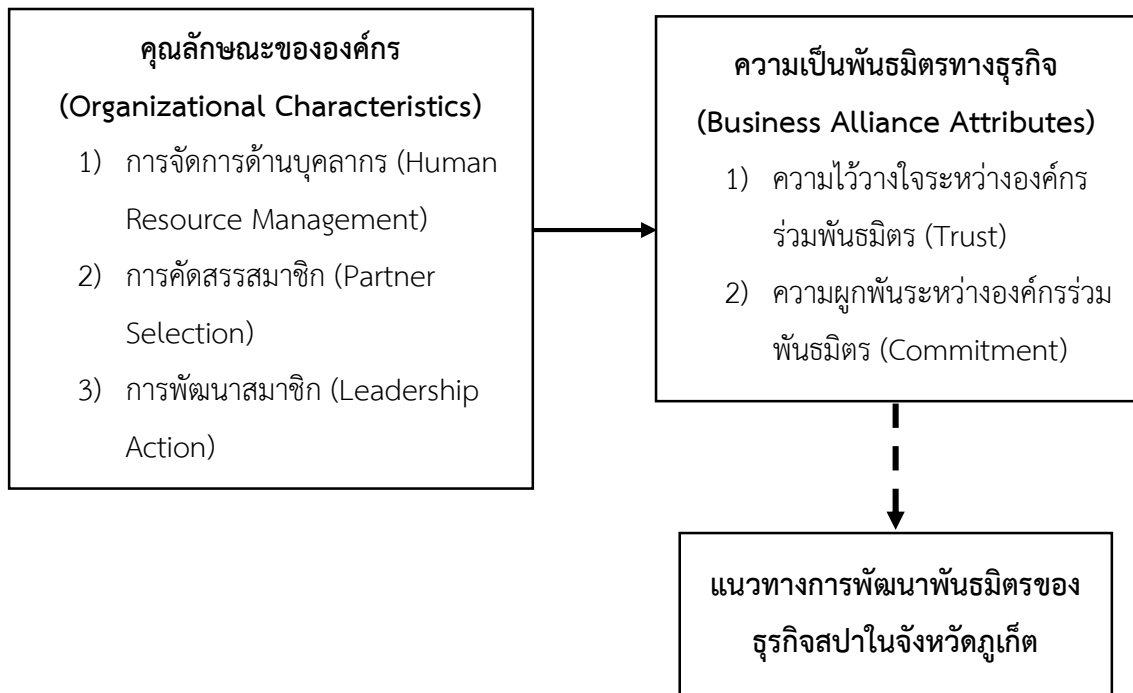 คุณลักษณะขององค์กร
(Organizational Characteristics)
1) การจัดการด้านบุคลากร (Human
Resource Management)
2) การคัดสรรสมาชิก (Partner
Selection)
3) การพัฒนาสมาชิก (Leadership
Action)
ความเป็นพันธมิตรทางธุรกิจ
(Business Alliance Attributes)
1) ความไว้วางใจระหว่างองค์กร
ร่วมพันธมิตร (Trust)
2) ความผูกพันระหว่างองค์กรร่วม
พันธมิตร (Commitment)
แนวทางการพัฒนาพันธมิตรของ
ธุรกิจสปาในจังหวัดภูเก็ต